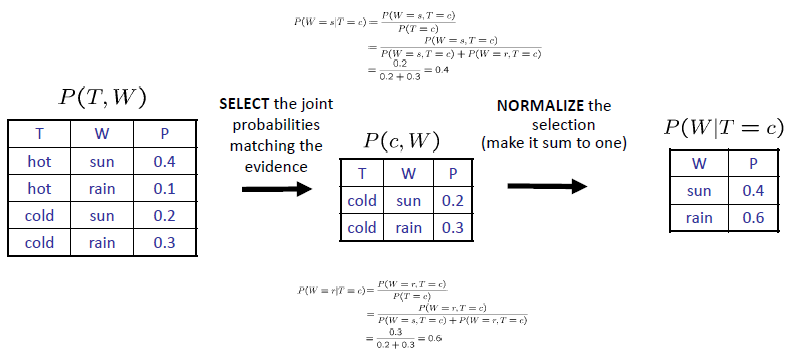 P(W = s|T = c) = P(W = s, T = c) / P(T = c)
= P(W = s, T = c) / P(W = s, T = c) + P(W = r, T = c)
= 0.2 / 0.2 + 0.3 = 0.4
P(T, W)
T W P
hot sun 0.4
hot rain 0.1
cold sun 0.2
cold rain 0.3
SELECT the joint
probabilities
matching the
evidence
P(c, W)
T W P
cold sun 0.2
cold rain 0.3
NORMALIZE the
selection
(make it sum to one)
P(W|T = c)
W P
sun 0.4
rain 0.6
P(W = r|T = c) = P(W = r, T = c) / P(T = c)
= P(W = r, T = c) / P(W = s, T = c) + P(W = r, T = c)
= 0.3 / 0.2 + 0.3 = 0.6